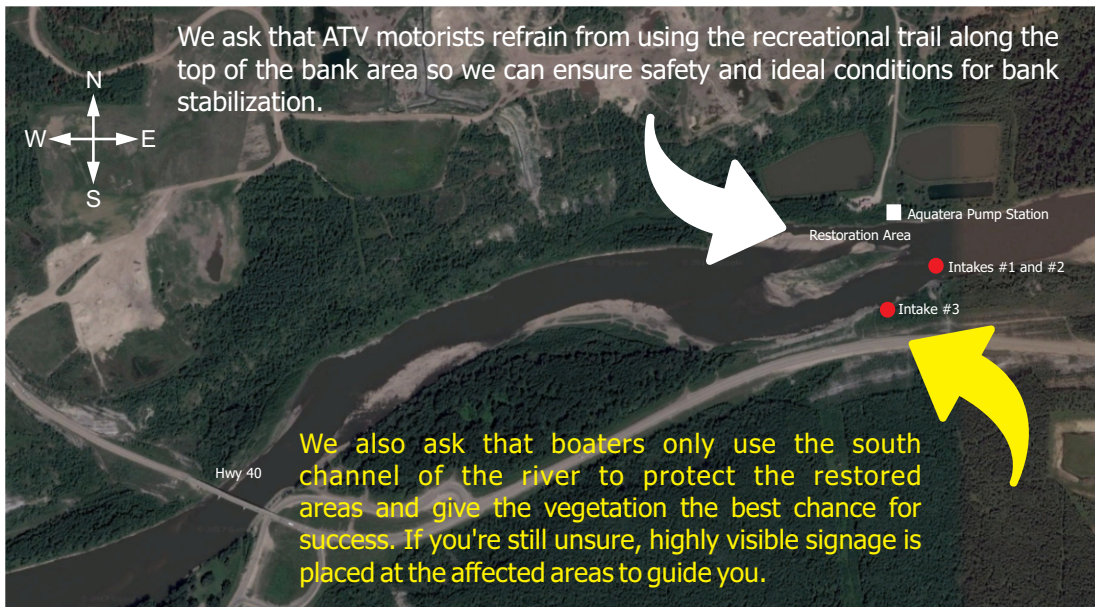 We ask that ATV motorists refrain from using the recreational trail along the
top of the bank area so we can ensure safety and ideal conditions for bank
stabilization.
N
W E
S
Aquatera Pump Station
Restoration Area
Intakes #1 and #2
Intake #3
We also ask that boaters only use the south
channel of the river to protect the restored
areas and give the vegetation the best chance for
success. If you're still unsure, highly visible signage is
placed at the affected areas to guide you.
Hwy 40